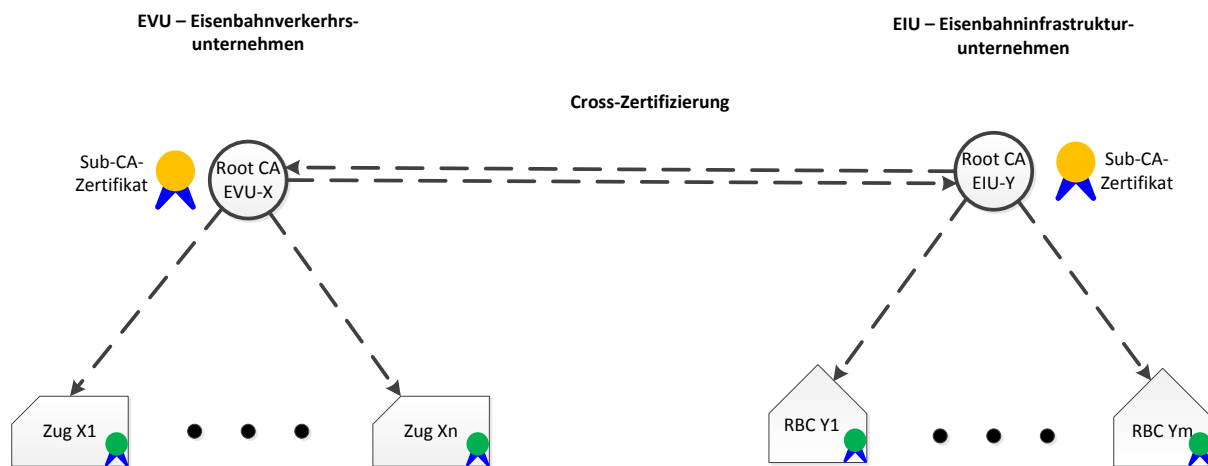 EVU – Eisenbahnverkerhrs-
unternehmen
EIU – Eisenbahninfrastruktur-
unternehmen
Cross-Zertifizierung
Sub-CA-
Zertifikat
Root CA
EVU-X
Root CA
EIU-Y
Sub-CA-
Zertifikat
Zug X1
Zug Xn
RBC Y1
RBC Ym